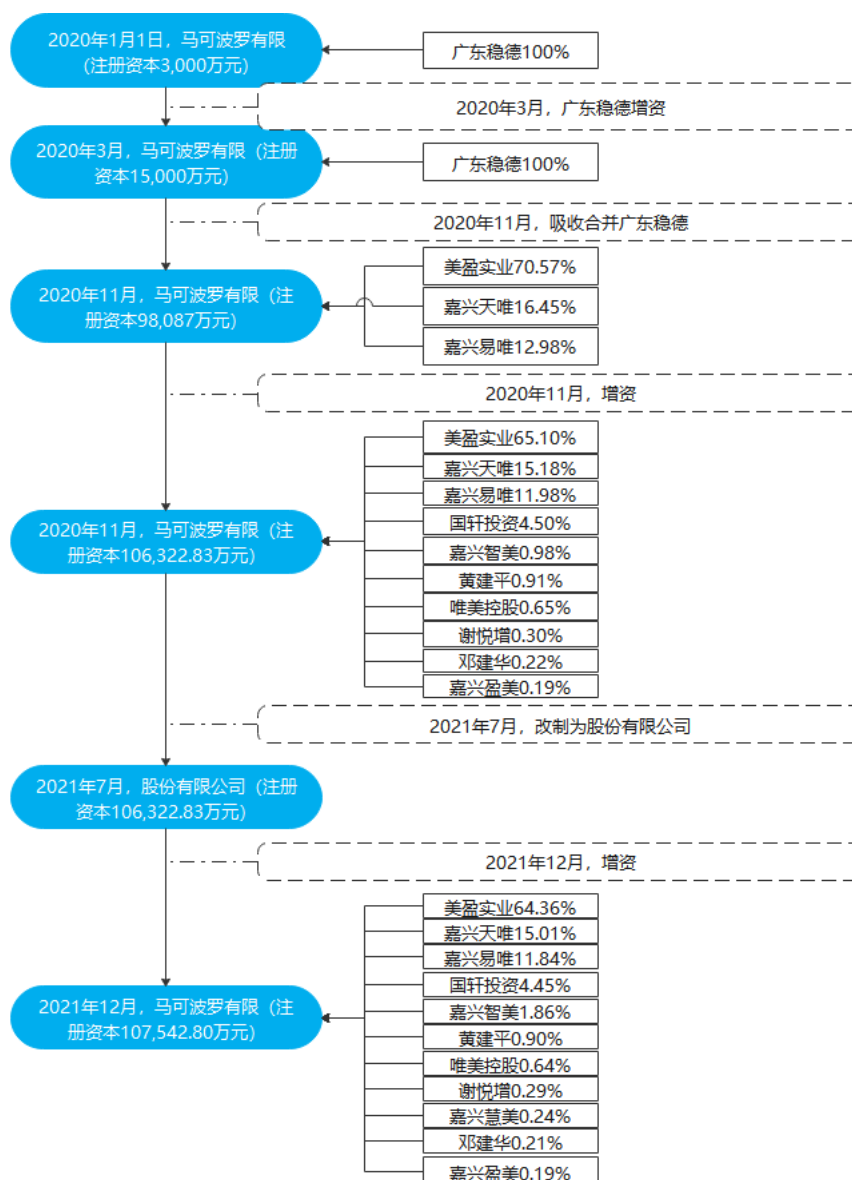 2020年1月1日，马可波罗有限
(注册资本3,000万元)
广东稳德100%
2020年3月，广东稳德增资
2020年3月，马可波罗有限（注册
资本15,000万元）
广东稳德100%
2020年11月，吸收合并广东稳德
2020年11月，马可波罗有限（注
册资本98,087万元）
美盈实业70.57%
嘉兴天唯16.45%
嘉兴易唯12.98%
2020年11月，增资
2020年11月，马可波罗有限（注
册资本106,322.83万元）
美盈实业65.10%
嘉兴天唯15.18%
嘉兴易唯11.98%
国轩投资4.50%
嘉兴智美0.98%
黄建平0.91%
唯美控股0.65%
谢悦增0.30%
邓建华0.22%
嘉兴盈美0.19%
2021年7月，改制为股份有限公司
2021年7月，股份有限公司（注册
资本106,322.83万元）
2021年12月，增资
2021年12月，马可波罗有限（注
册资本107,542.80万元）
美盈实业64.36%
嘉兴天唯15.01%
嘉兴易唯11.84%
国轩投资4.45%
嘉兴智美1.86%
黄建平0.90%
唯美控股0.64%
谢悦增0.29%
嘉兴慧美0.24%
邓建华0.21%
嘉兴盈美0.19%